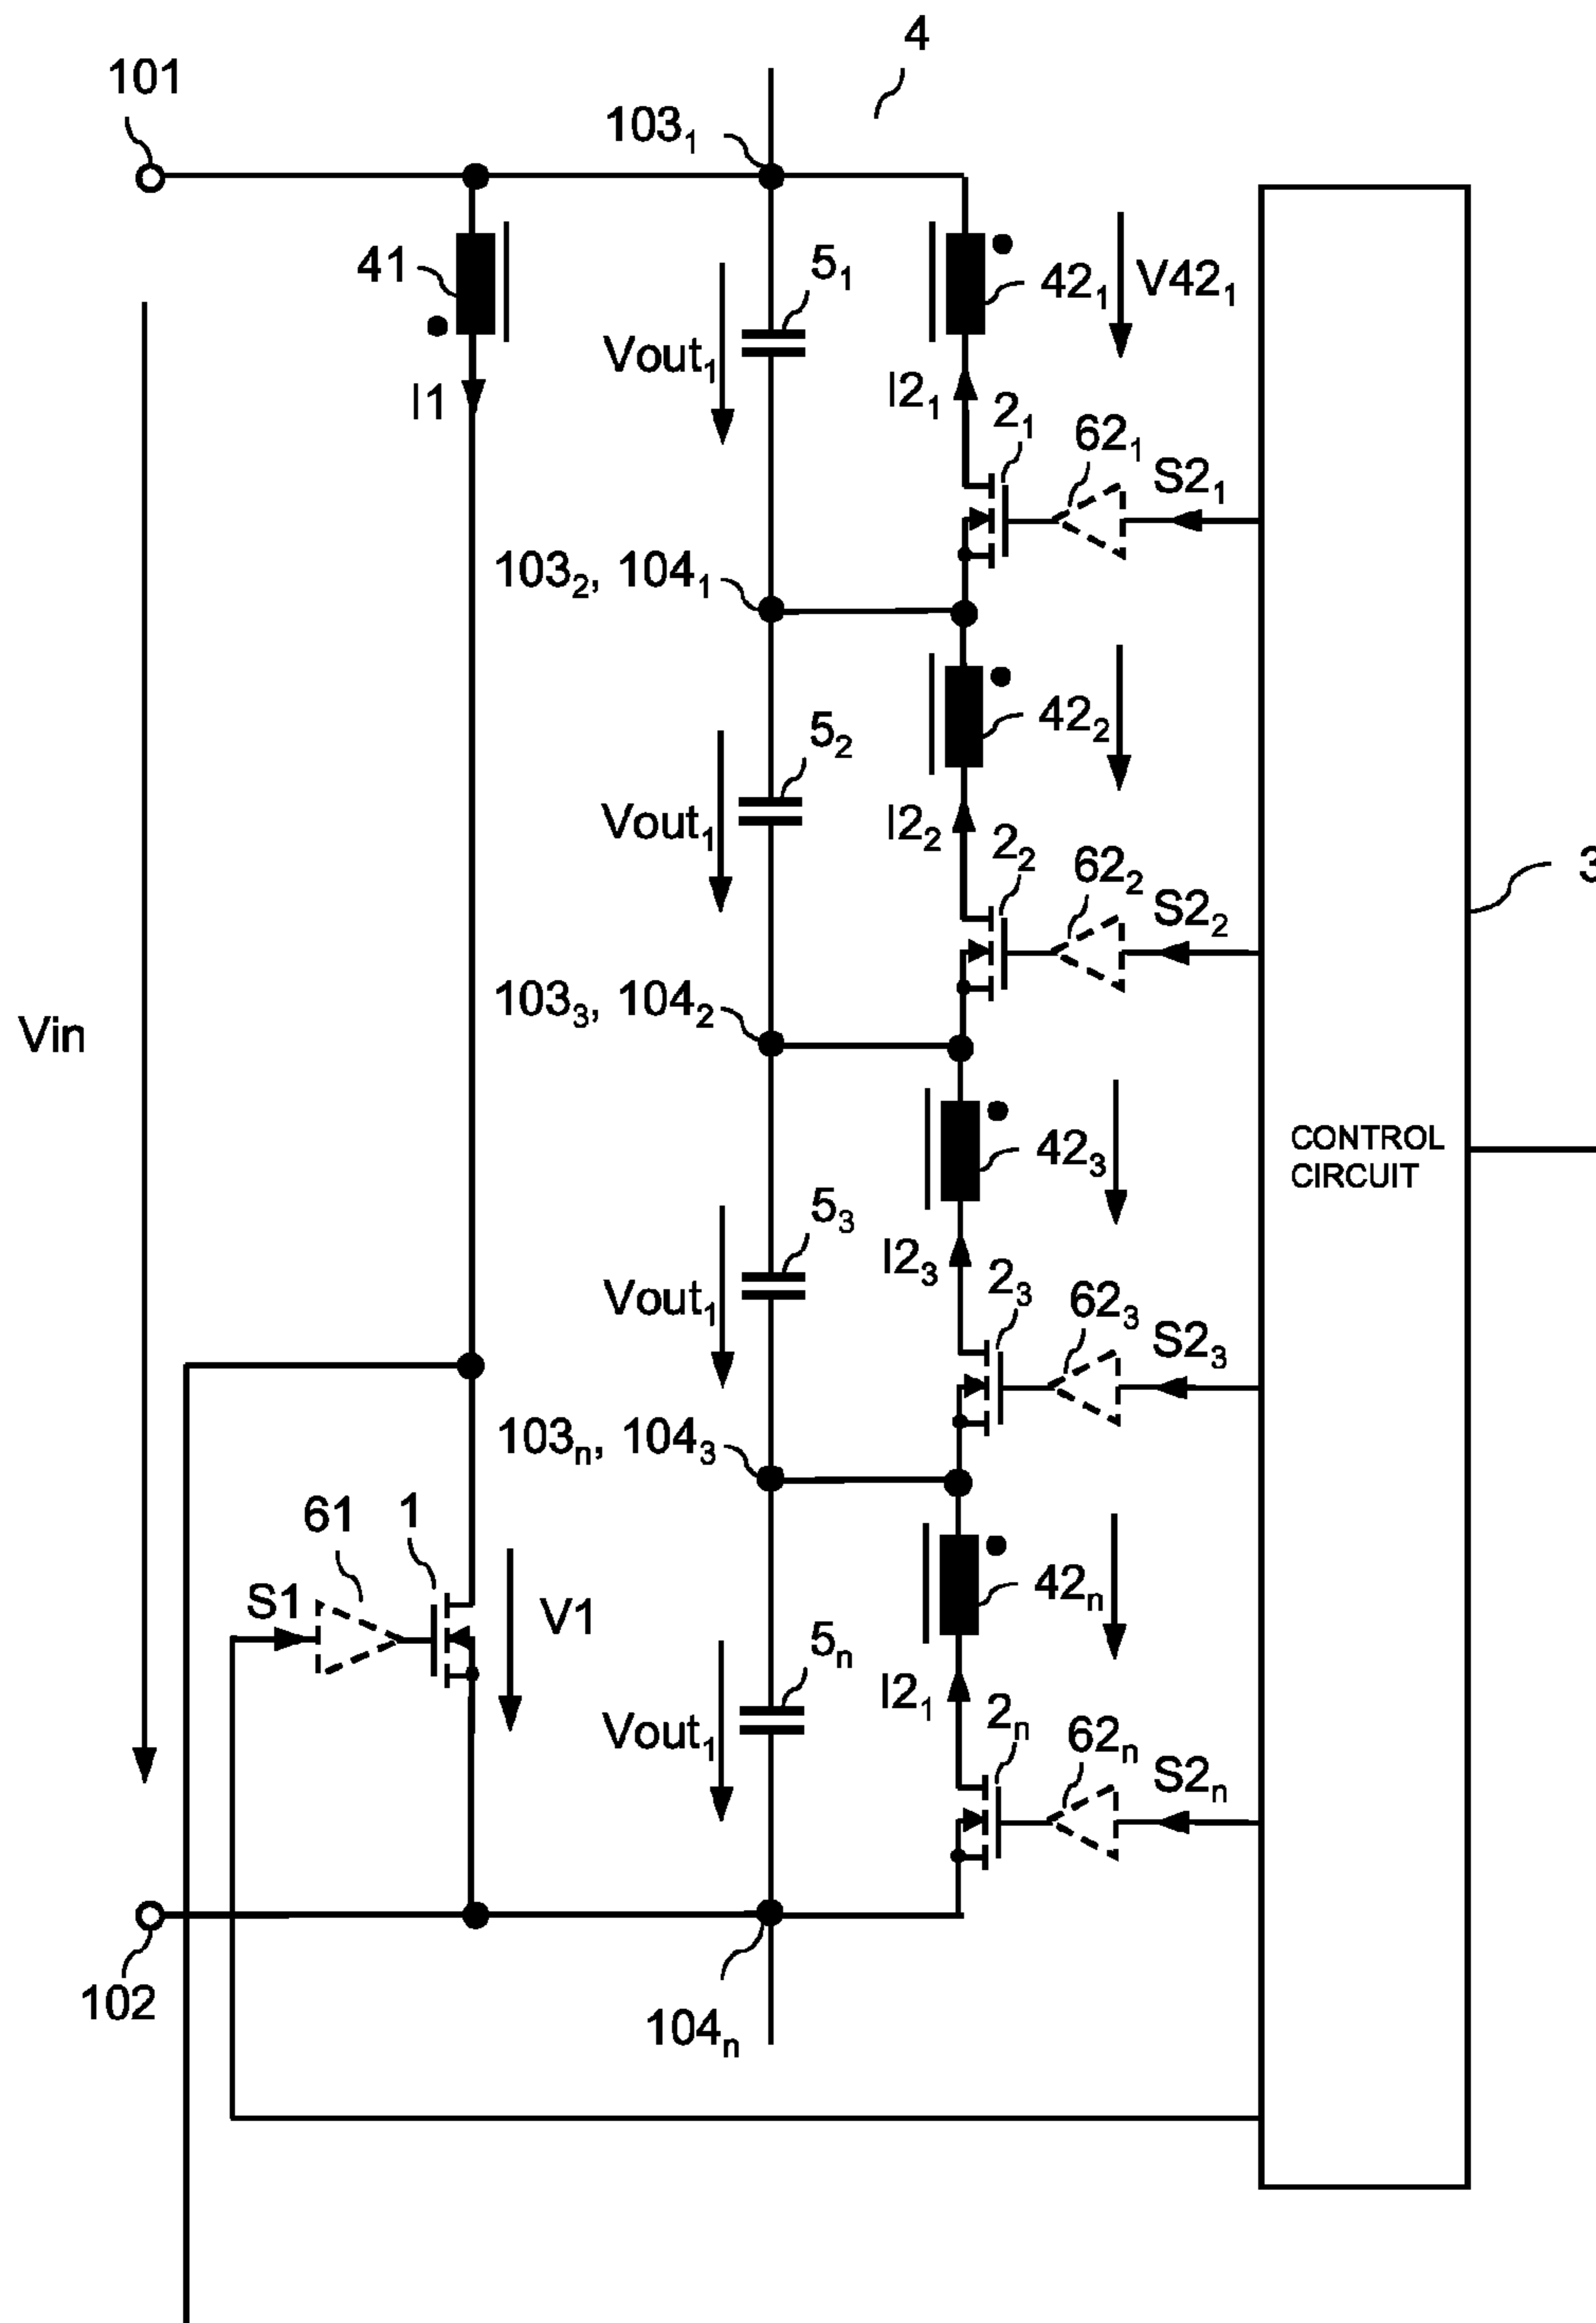 4
101
103₁
41
5₁
42₁
V42₁
Vout₁
I1
I2₁
2₁
62₁
S2₁
103₂, 104₁
42₂
5₂
Vout₁
I2₂
2₂
62₂
S2₂
3
103₃, 104₂
Vin
CONTROL
CIRCUIT
42₃
5₃
I2₃
Vout₁
2₃
62₃
S2₃
103ₙ, 104₃
61
1
S1
V1
42ₙ
5ₙ
I2₁
Vout₁
2ₙ
62ₙ
S2ₙ
102
104ₙ